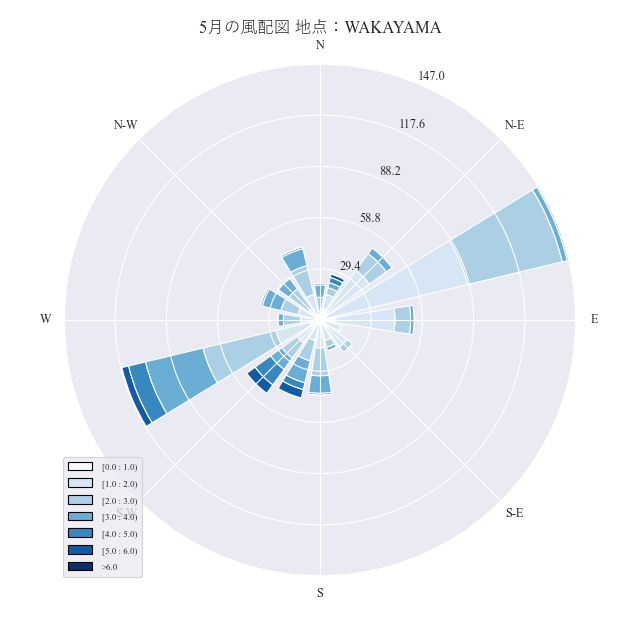 5月の風配図 地点：WAKAYAMA
N
147.0
N-W
117.6
N-E
88.2
58.8
29.4
W
E
[0.0 : 1.0)
[1.0 : 2.0)
[2.0 : 3.0)
S-W
[3.0 : 4.0)
S-E
[4.0 : 5.0)
[5.0 : 6.0)
>6.0
S